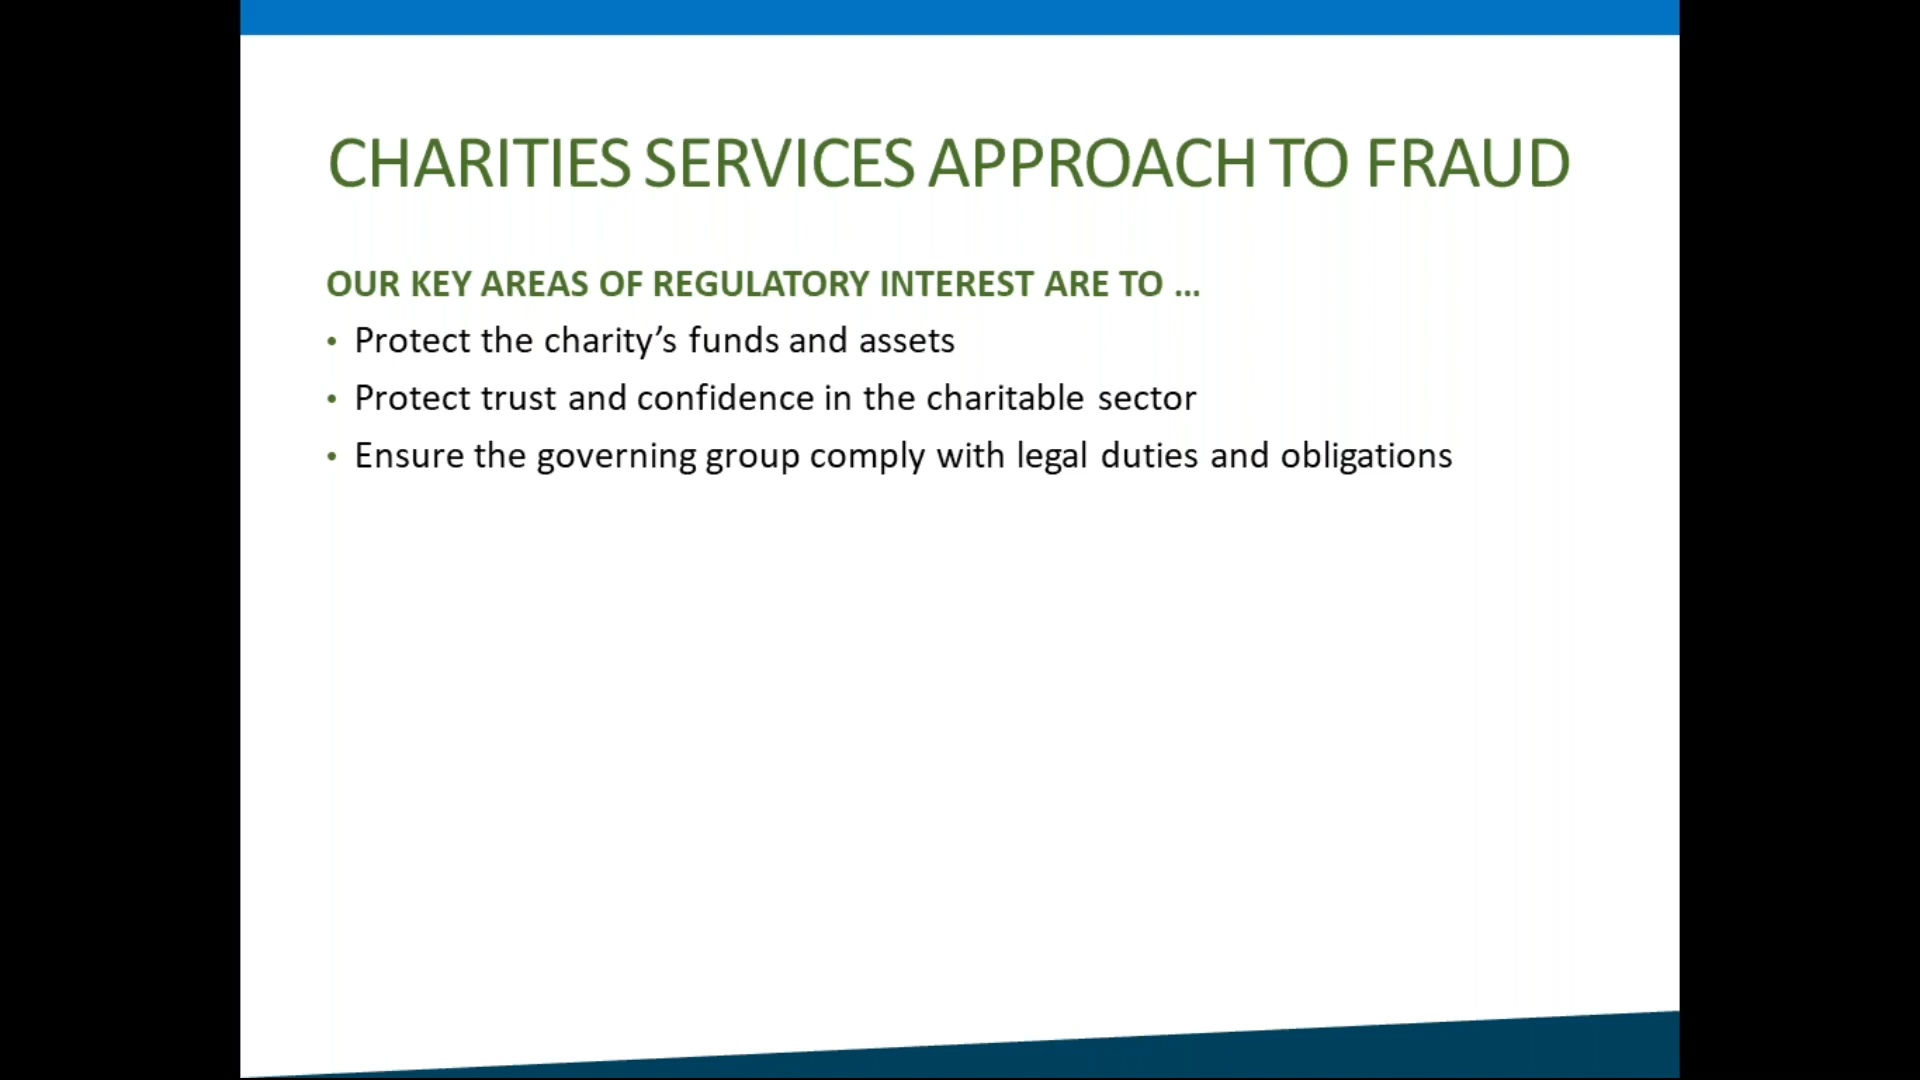 CHARITIES SERVICES APPROACH TO FRAUD
OUR KEY AREAS OF REGULATORY INTEREST ARE TO ...
• Protect the charity’s funds and assets
• Protect trust and confidence in the charitable sector
• Ensure the governing group comply with legal duties and obligations